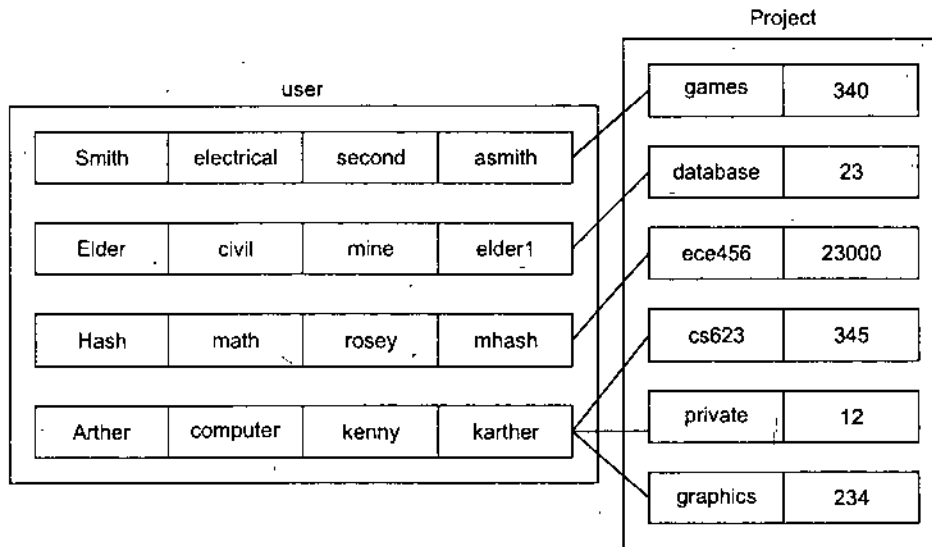 Project
user
games 340
Smith electrical second asmith
database 23
Elder civil mine elder1
ece456 23000
Hash math rosey mhash
cs623 345
Arther computer kenny karther
private 12
graphics 234